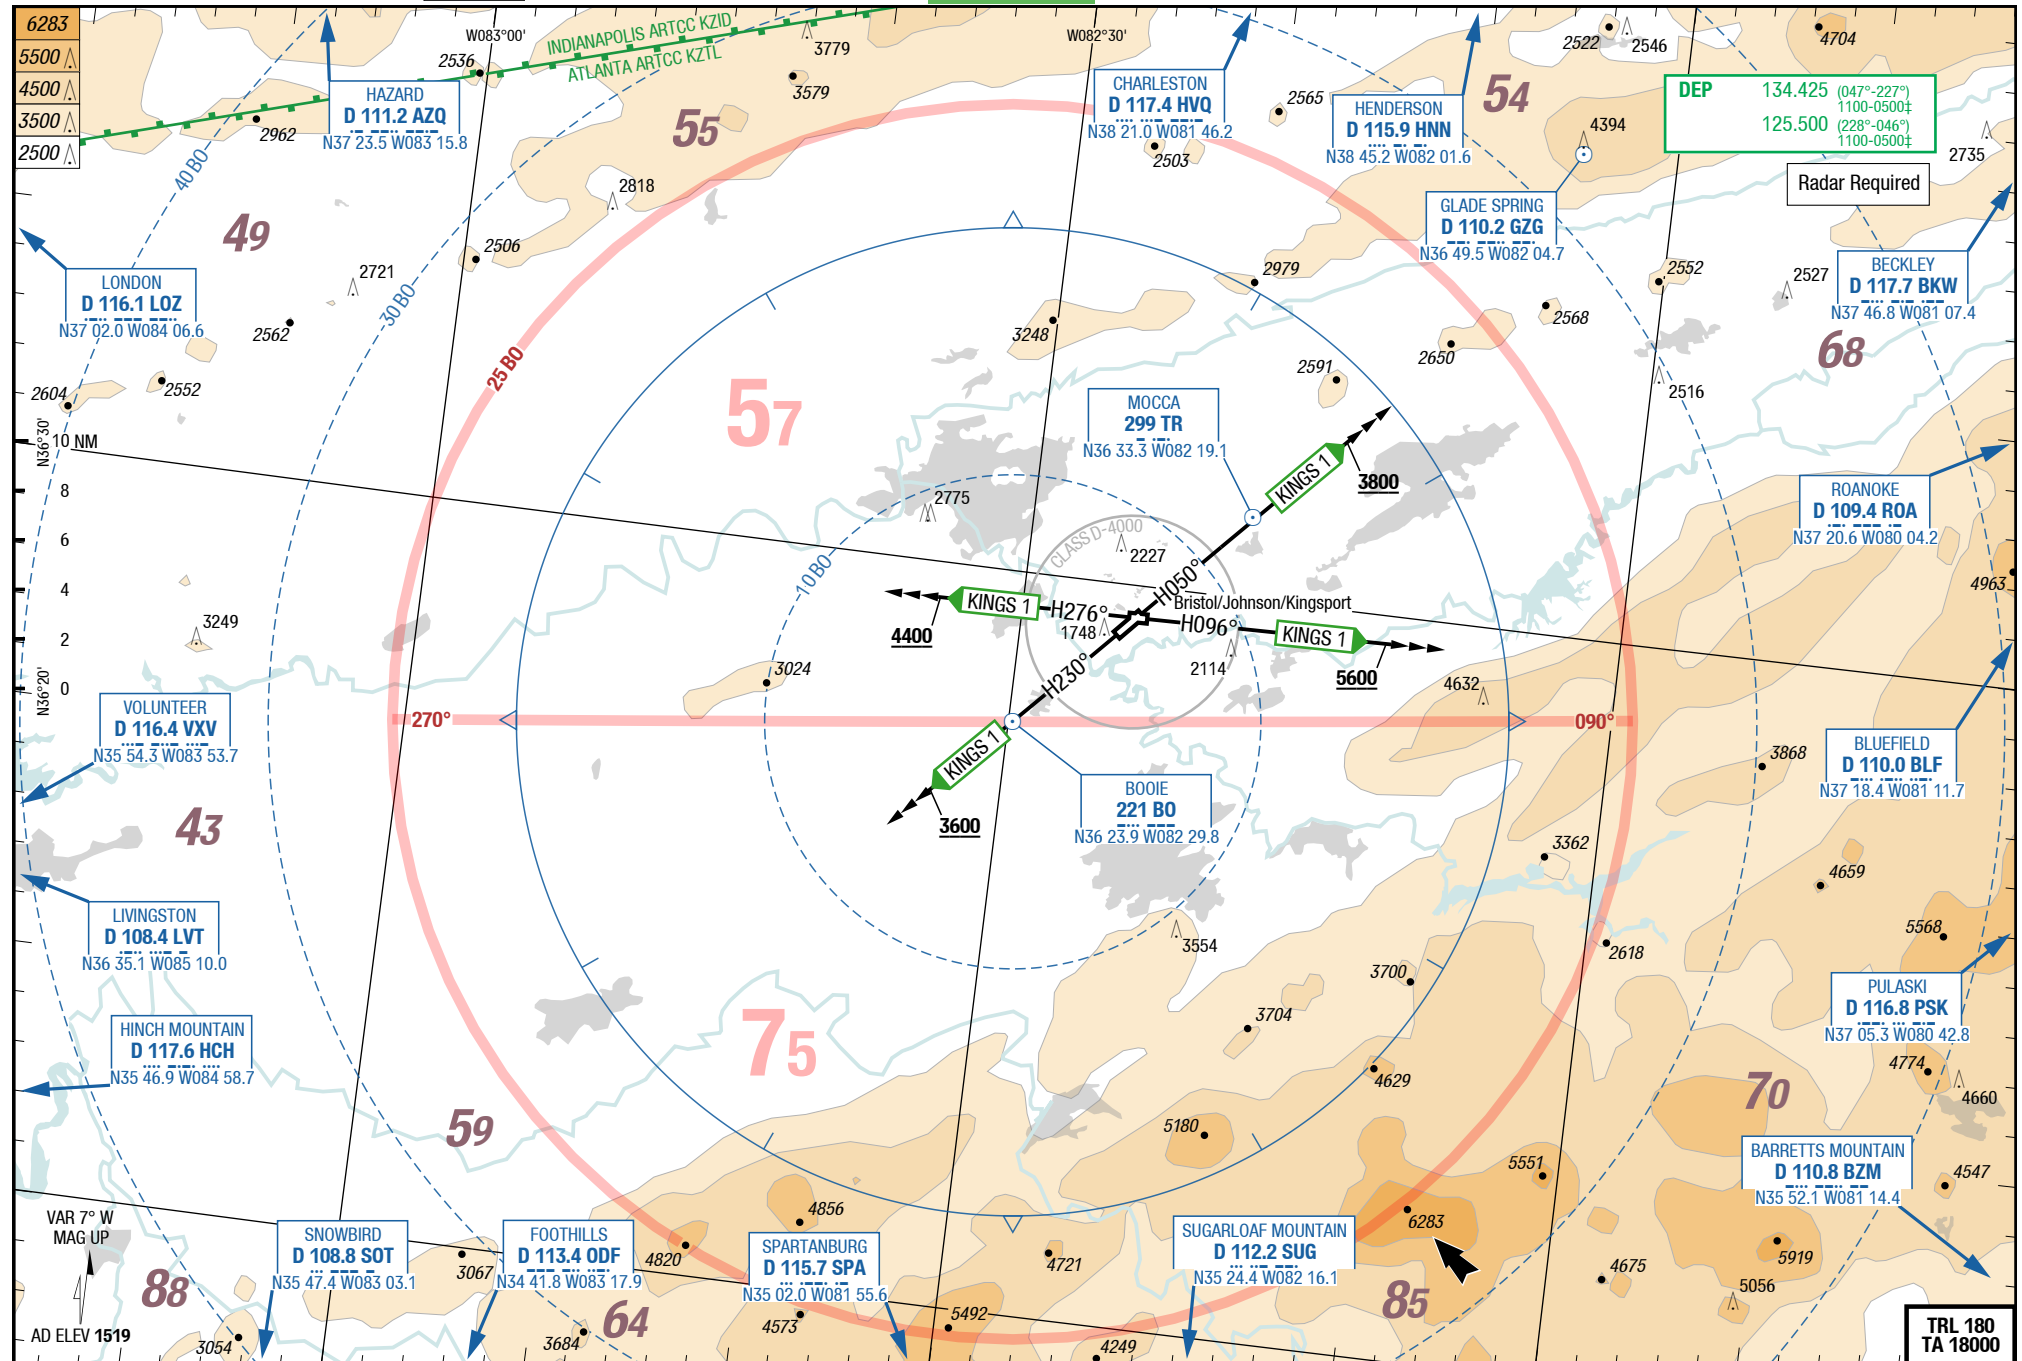 6283
5500
4500
3500
2500
W083°00'
W082°30'
INDIANAPOLIS ARTCC KZID
ATLANTA ARTCC KZTL
2536
2962
3779
3579
2818
2506
2721
2562
2552
2604
2565
2503
2522
2546
4704
4394
2735
2979
3248
2591
2650
2568
2552
2527
2516
HAZARD
D 111.2 AZQ
N37 23.5 W083 15.8
CHARLESTON
D 117.4 HVQ
N38 21.0 W081 46.2
HENDERSON
D 115.9 HNN
N38 45.2 W082 01.6
DEP 134.425 (047°-227°)
1100-0500‡
125.500 (228°-046°)
1100-0500‡
Radar Required
GLADE SPRING
D 110.2 GZG
N36 49.5 W082 04.7
BECKLEY
D 117.7 BKW
N37 46.8 W081 07.4
LONDON
D 116.1 LOZ
N37 02.0 W084 06.6
40 BO
30 BO
25 BO
10 BO
55
54
49
57
68
MOCCA
299 TR
N36 33.3 W082 19.1
ROANOKE
D 109.4 ROA
N37 20.6 W080 04.2
N36°30'
10 NM
8
6
4
2
0
N36°20'
2775
CLASS D-4000
2227
KINGS 1
3800
H050°
KINGS 1
H276°
4400
1748
Bristol/Johnson/Kingsport
H096°
KINGS 1
5600
2114
H230°
KINGS 1
3600
4963
4632
3249
3024
270°
090°
VOLUNTEER
D 116.4 VXV
N35 54.3 W083 53.7
BOOIE
221 BO
N36 23.9 W082 29.8
BLUEFIELD
D 110.0 BLF
N37 18.4 W081 11.7
3868
3362
4659
5568
2618
43
LIVINGSTON
D 108.4 LVT
N36 35.1 W085 10.0
3554
3700
3704
4629
PULASKI
D 116.8 PSK
N37 05.3 W080 42.8
4774
4660
HINCH MOUNTAIN
D 117.6 HCH
N35 46.9 W084 58.7
75
70
59
5180
5551
6283
BARRETTS MOUNTAIN
D 110.8 BZM
N35 52.1 W081 14.4
4547
5919
4675
5056
85
VAR 7° W
MAG UP
AD ELEV 1519
88
3054
SNOWBIRD
D 108.8 SOT
N35 47.4 W083 03.1
3067
FOOTHILLS
D 113.4 ODF
N34 41.8 W083 17.9
3684
64
4820
4856
SPARTANBURG
D 115.7 SPA
N35 02.0 W081 55.6
4573
5492
4721
4249
SUGARLOAF MOUNTAIN
D 112.2 SUG
N35 24.4 W082 16.1
TRL 180
TA 18000